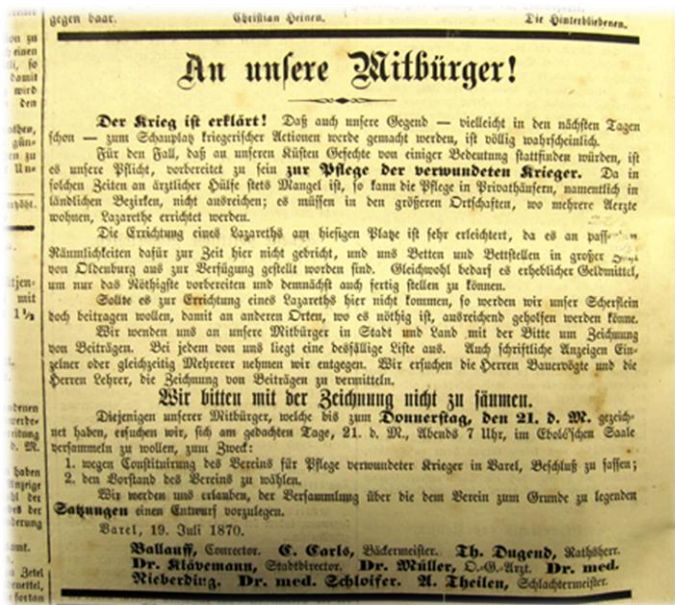 gegen baar. Christian Heinen. Die Hinterbliebenen.
An unsere Mitbürger!
Der Krieg ist erklärt! Daß auch unsere Gegend — vielleicht in den nächsten Tagen
schon — zum Schauplatz kriegerischer Actionen werde gemacht werden, ist völlig wahrscheinlich.
Für den Fall, daß an unseren Küsten Gefechte von einiger Bedeutung stattfinden würden, ist
es unsere Pflicht, vorbereitet zu sein zur Pflege der verwundeten Krieger. Da in
solchen Zeiten an ärztlicher Hülfe stets Mangel ist, so kann die Pflege in Privathäusern, namentlich in
ländlichen Bezirken, nicht ausreichen; es müssen in den größeren Ortschaften, wo mehrere Aerzte
wohnen, Lazarethe errichtet werden.
Die Errichtung eines Lazareths am hiesigen Platze ist sehr erleichtert, da es an
Räumlichkeiten dafür zur Zeit hier nicht gebricht, und uns Betten und Bettstellen in großer
von Oldenburg aus zur Verfügung gestellt worden sind. Gleichwohl bedarf es erheblicher Geldmittel,
um nur das Nöthigste vorbereiten und demnächst auch fertig stellen zu können.
Sollte es zur Errichtung eines Lazareths hier nicht kommen, so werden wir unser Scherflein
doch beitragen wollen, damit an anderen Orten, wo es nöthig ist, ausreichend geholfen werden könne.
Wir wenden uns an unsere Mitbürger in Stadt und Land mit der Bitte um Zeichnung
von Beiträgen. Bei jedem von uns liegt eine desfällige Liste aus. Auch schriftliche Anzeigen Ein-
zelner oder gleichzeitig Mehrerer nehmen wir entgegen. Wir ersuchen die Herren Bauervögte und die
Herren Lehrer, die Zeichnung von Beiträgen zu vermitteln.
Wir bitten mit der Zeichnung nicht zu säumen.
Diejenigen unserer Mitbürger, welche bis zum Donnerstag, den 21. d. M. gezeich-
net haben, ersuchen wir, sich am gedachten Tage, 21. d. M., Abends 7 Uhr, im Ebolé'schen Saale
versammeln zu wollen, zum Zweck:
1. wegen Constituirung des Vereins für Pflege verwundeter Krieger in Varel, Beschluß zu fassen;
2. den Vorstand des Vereins zu wählen.
Wir werden uns erlauben, der Versammlung über die dem Verein zum Grunde zu legenden
Satzungen einen Entwurf vorzulegen.
Varel, 19. Juli 1870.
Ballauff, Conrector. C. Carls, Bäckermeister. Th. Dugend, Rathsherr.
Dr. Klävemann, Stadtdirector. Dr. Müller, O.-G.-Arzt. Dr. med.
Nieberding. Dr. med. Schloifer. A. Theilen, Schlachtermeister.